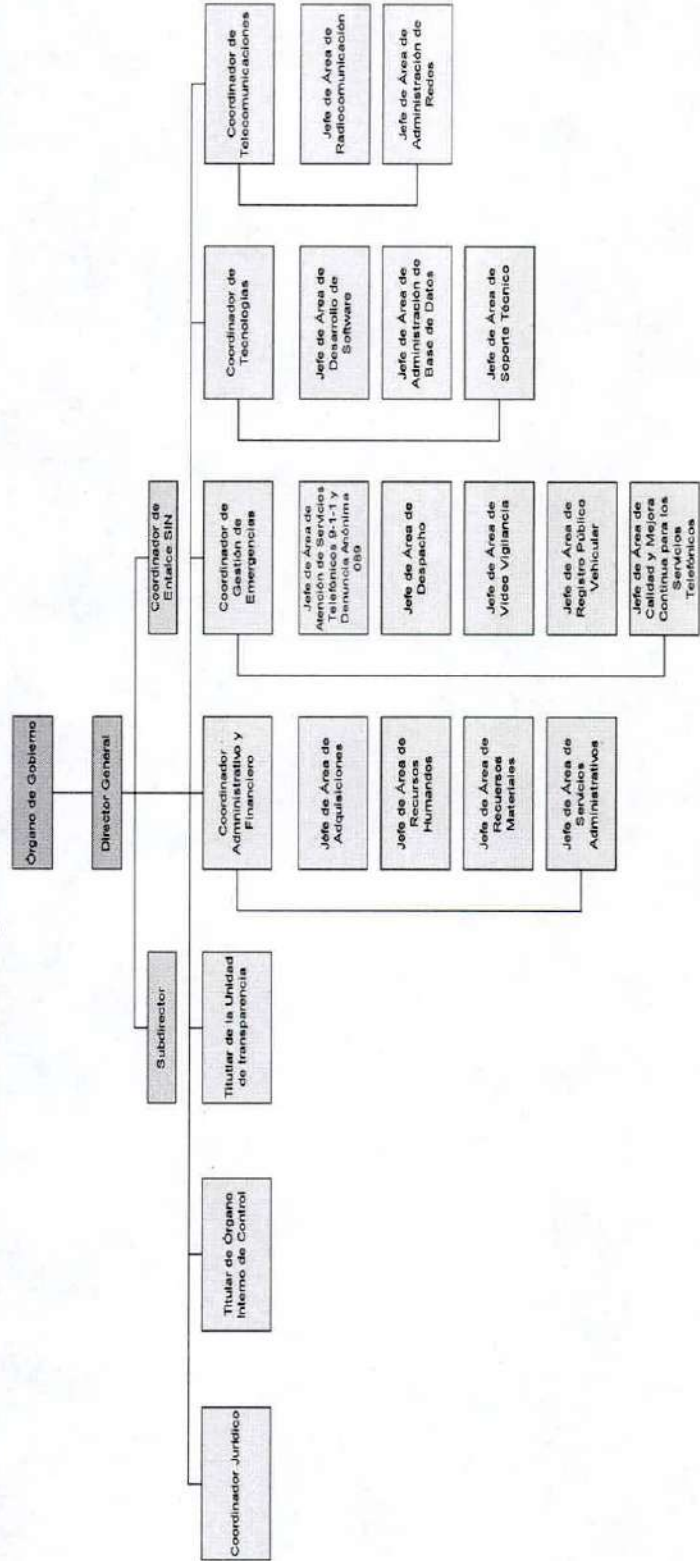 Órgano de Gobierno
Director General
Subdirector
Coordinador de
Entalce SIN
Coordinador Jurídico
Titular de Órgano
Interno de Control
Titutlar de la Unidad
de transparencia
Coordinador
Admninistrativo y
Financiero
Jefe de Área de
Adquisiciones
Jefe de Área de
Recursos
Humandos
Jefe de Área de
Recuersos
Materiales
Jefe de Área de
Servicios
Administrativos
Coordinador de
Gestión de
Emergencias
Jefe de Área de
Atención de Servicios
Telefónicos 9-1-1 y
Denuncia Anónima
089
Jefe de Área de
Despacho
Jefe de Área de
Video Vigilancia
Jefe de Área de
Registro Público
Vehicular
Jefe de Área de
Calidad y Mejora
Continua para los
Servicios
Telefónicos
Coordinador de
Tecnologías
Jefe de Área de
Desarrollo de
Software
Jefe de Área de
Administración de
Base de Datos
Jefe de Área de
Soporte Técnico
Coordinador de
Telecomunicaciones
Jefe de Área de
Radiocomunicación
Jefe de Área de
Administración de
Redes